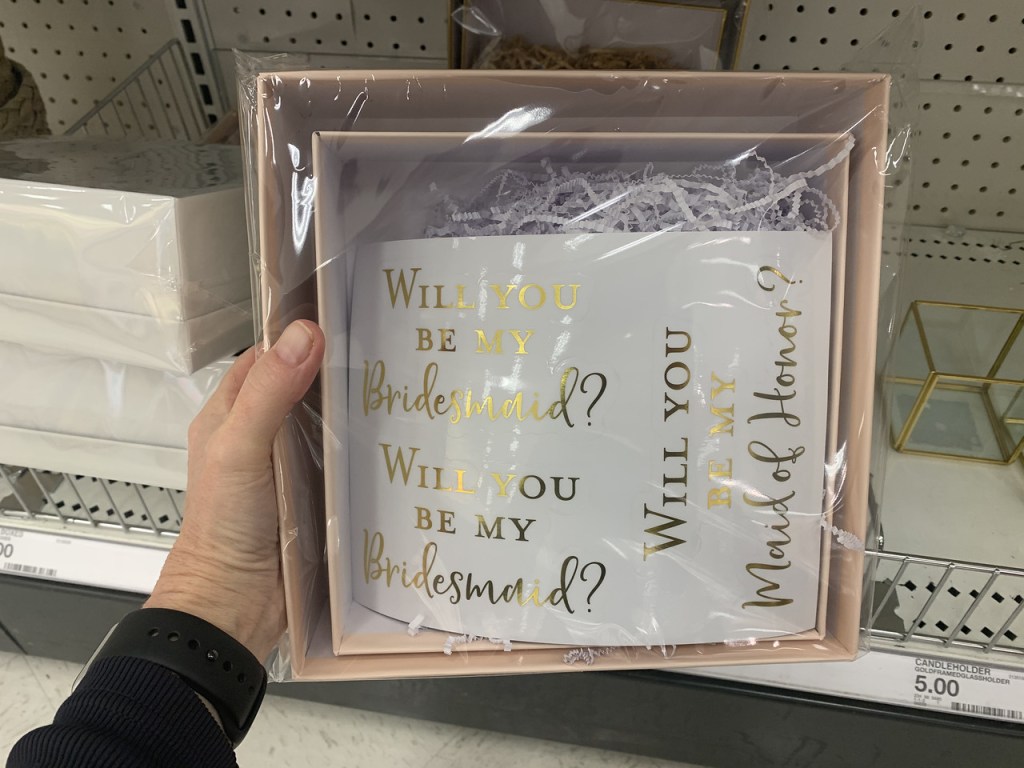 WILL YOU
BE MY
Bridesmaid?
WILL YOU
BE MY
Bridesmaid?
WILL YOU
BE MY
Maid of Honor?
CANDLEHOLDER
GOLDFRAMEDGLASSHOLDER
5.00